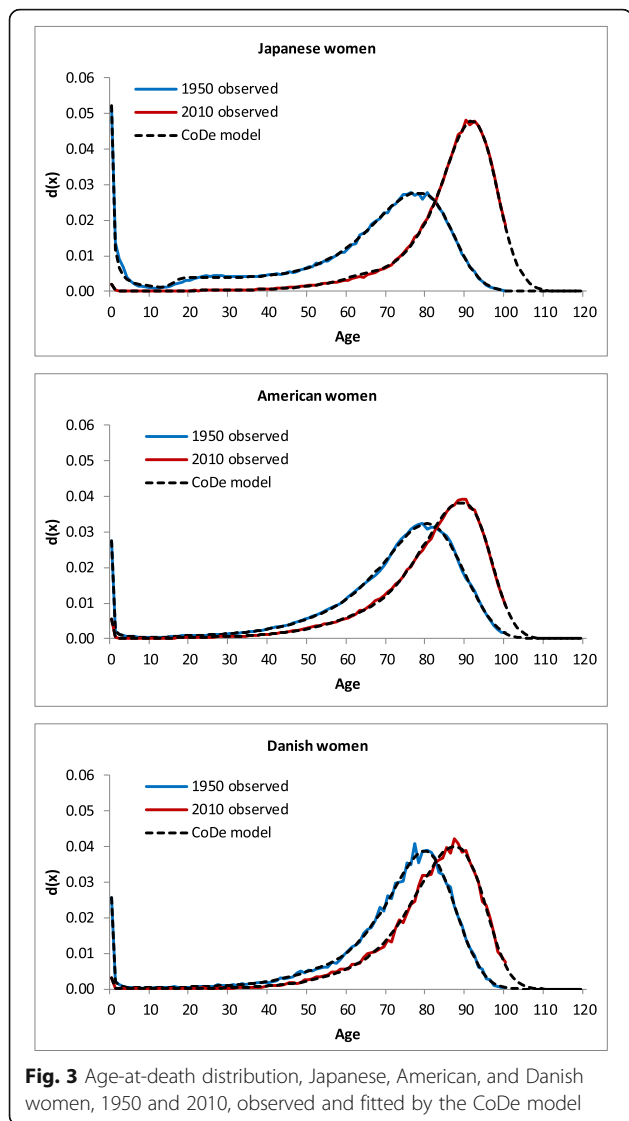 Japanese women
0.06
0.05
0.04
0.03
0.02
0.01
0.00
d(x)
1950 observed
2010 observed
CoDe model
0 10 20 30 40 50 60 70 80 90 100 110 120
Age
American women
0.06
0.05
0.04
0.03
0.02
0.01
0.00
d(x)
1950 observed
2010 observed
CoDe model
0 10 20 30 40 50 60 70 80 90 100 110 120
Age
Danish women
0.06
0.05
0.04
0.03
0.02
0.01
0.00
d(x)
1950 observed
2010 observed
CoDe model
0 10 20 30 40 50 60 70 80 90 100 110 120
Age
Fig. 3 Age-at-death distribution, Japanese, American, and Danish
women, 1950 and 2010, observed and fitted by the CoDe model